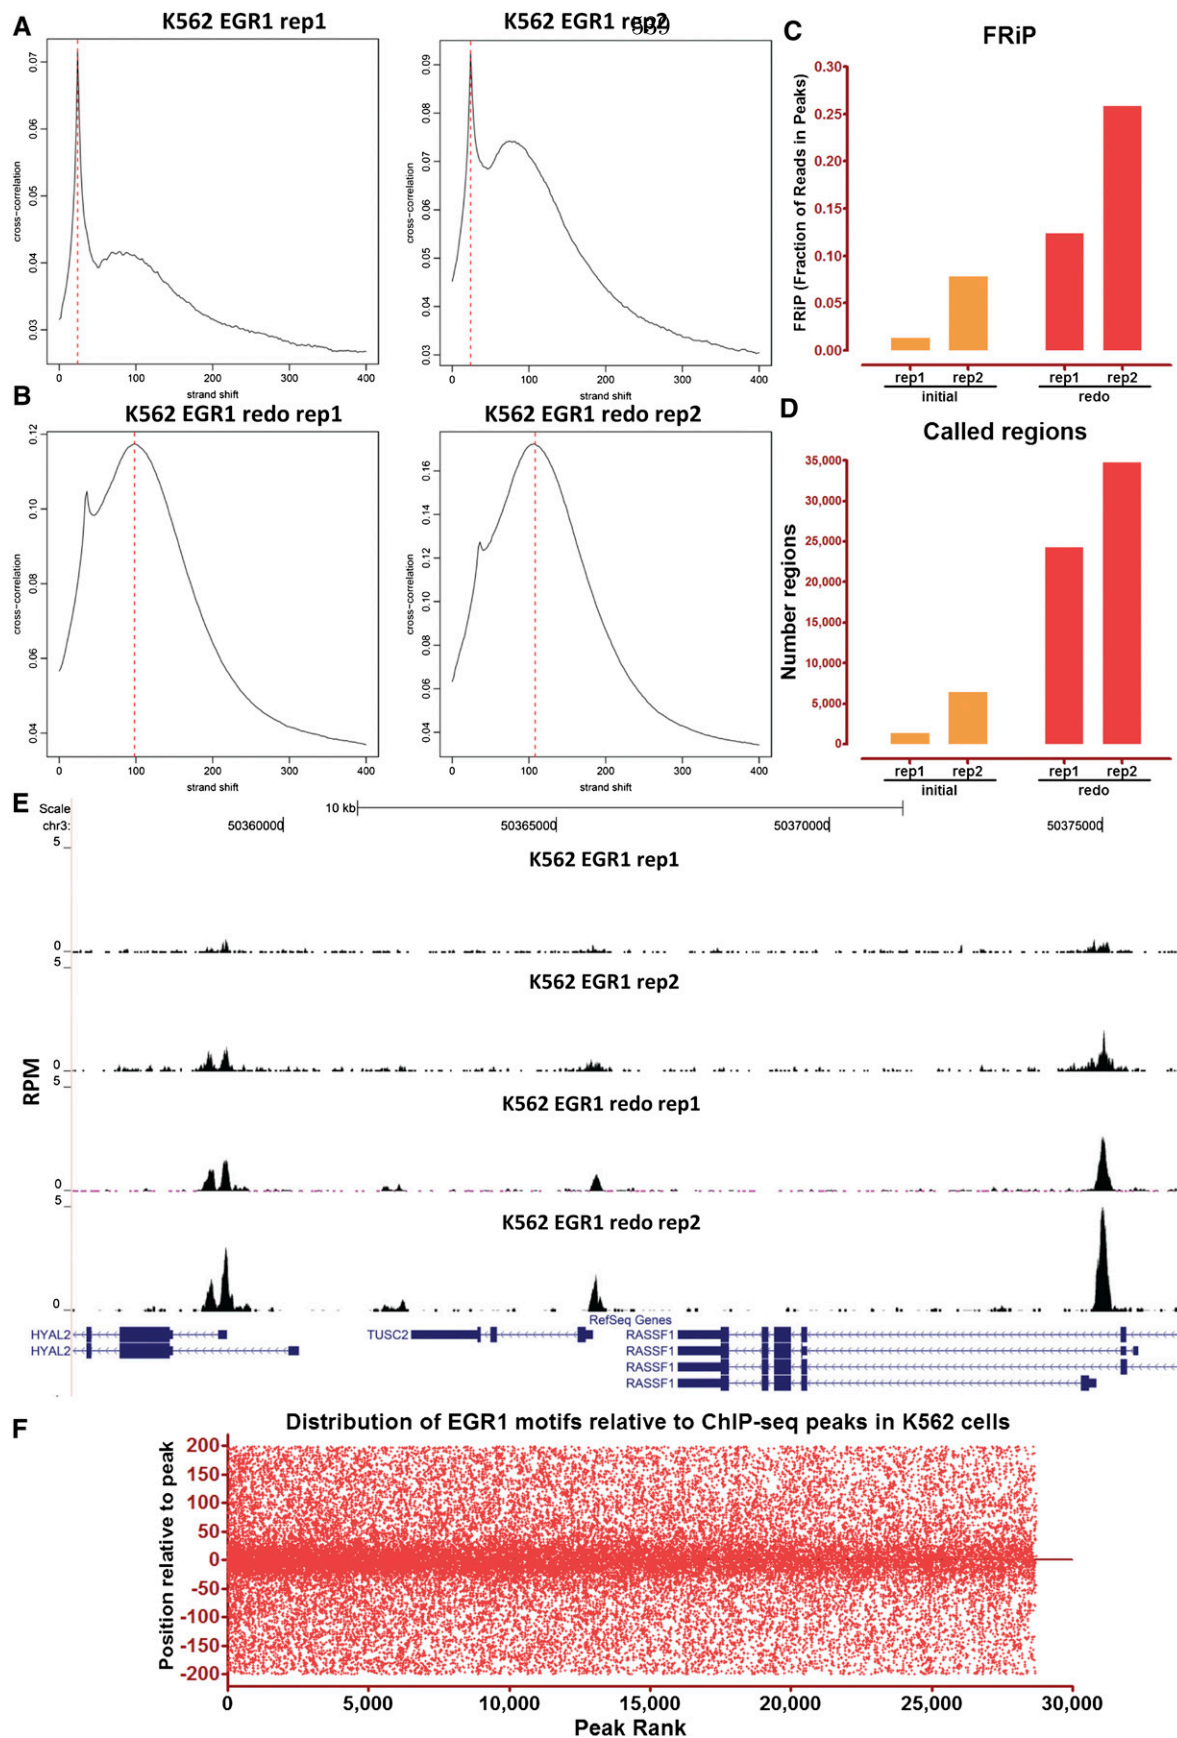 A
K562 EGR1 rep1
cross-correlation
0.07
0.06
0.05
0.04
0.03
0 100 200 300 400
strand shift
K562 EGR1 rep2
589
cross-correlation
0.09
0.08
0.07
0.06
0.05
0.04
0.03
0 100 200 300 400
strand shift
B
K562 EGR1 redo rep1
cross-correlation
0.12
0.10
0.08
0.06
0.04
0 100 200 300 400
strand shift
K562 EGR1 redo rep2
cross-correlation
0.16
0.14
0.12
0.10
0.08
0.06
0.04
0 100 200 300 400
strand shift
C
FRiP
FRiP (Fraction of Reads in Peaks)
0.30
0.25
0.20
0.15
0.10
0.05
0.00
rep1 rep2 rep1 rep2
initial redo
D
Called regions
Number regions
35,000
30,000
25,000
20,000
15,000
10,000
5,000
0
rep1 rep2 rep1 rep2
initial redo
E
Scale 10 kb
chr3: 50360000 50365000 50370000 50375000
RPM
5
K562 EGR1 rep1
0
5
K562 EGR1 rep2
0
5
K562 EGR1 redo rep1
0
5
K562 EGR1 redo rep2
0
RefSeq Genes
HYAL2 TUSC2 RASSF1
HYAL2 RASSF1
RASSF1
RASSF1
F
Distribution of EGR1 motifs relative to ChIP-seq peaks in K562 cells
Position relative to peak
200
150
100
50
0
-50
-100
-150
-200
0 5,000 10,000 15,000 20,000 25,000 30,000
Peak Rank